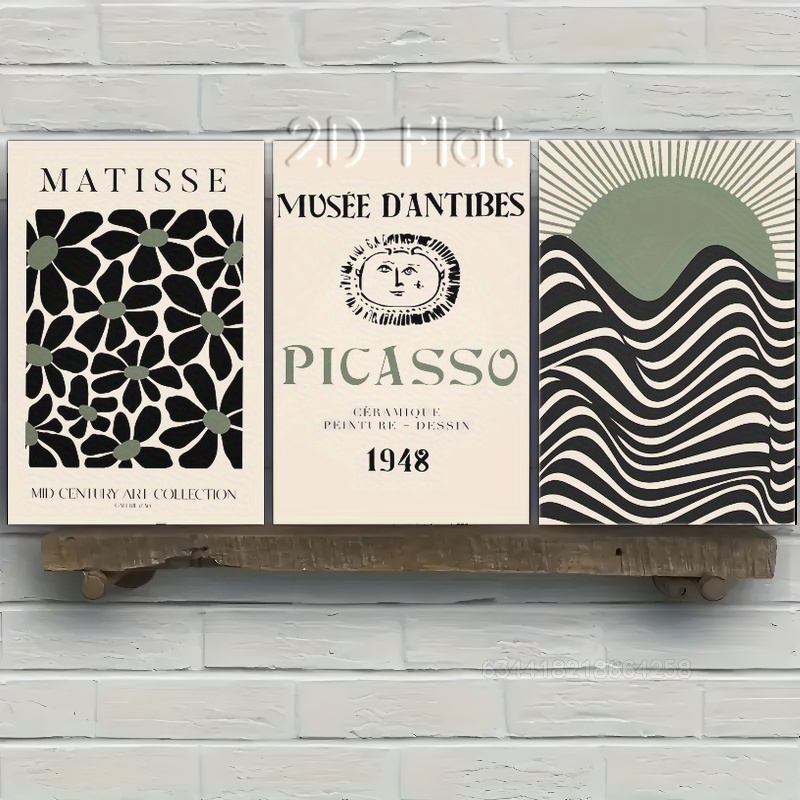 2D Flat
MATISSE
MID CENTURY ART COLLECTION
MUSÉE D'ANTIBES
PICASSO
CÉRAMIQUE
PEINTURE - DESSIN
1948